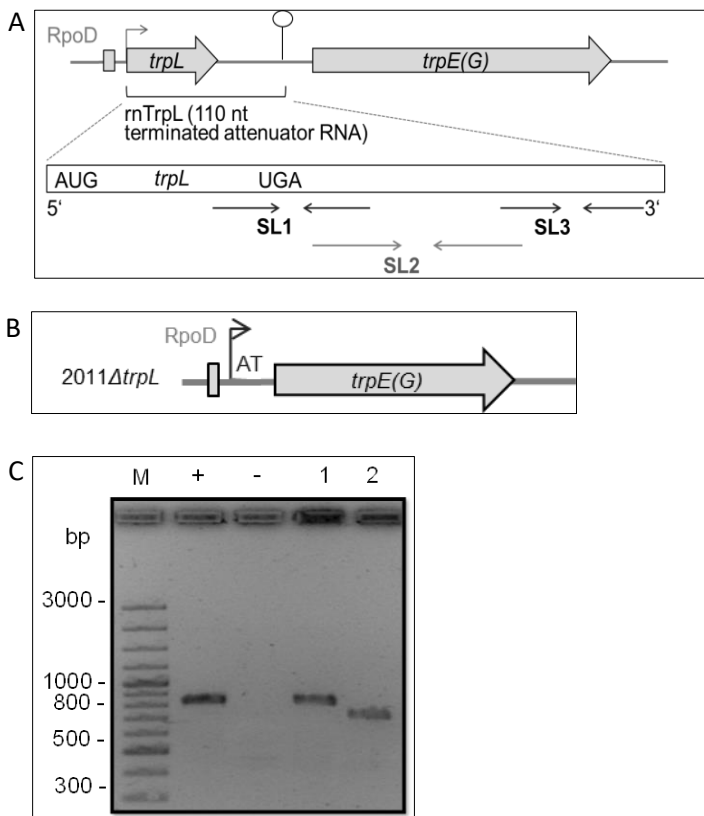 A
RpoD
trpL
trpE(G)
rnTrpL (110 nt
terminated attenuator RNA)
AUG trpL UGA
5‘ 3‘
SL1 SL3
SL2
B
RpoD
AT
2011ΔtrpL
trpE(G)
C
M + - 1 2
bp
3000 -
1000 -
800 -
500 -
300 -